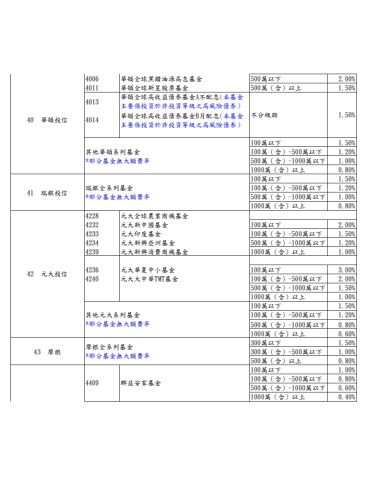 40 華頓投信
4006 華頓全球黑鑽油源高息基金 500萬以下 2.00%
4011 華頓全球新星股票基金 500萬（含）以上 1.50%
4013 華頓全球高收益債券基金A不配息(本基金主要係投資於非投資等級之高風險債券)
4014 華頓全球高收益債券基金B月配息(本基金主要係投資於非投資等級之高風險債券)
不分級距 1.50%
其他華頓系列基金
*部分基金無大額費率
100萬以下 1.50%
100萬（含）-500萬以下 1.20%
500萬（含）-1000萬以下 1.00%
1000萬（含）以上 0.80%
41 瑞銀投信
瑞銀全系列基金
*部分基金無大額費率
100萬以下 1.50%
100萬（含）-500萬以下 1.20%
500萬（含）-1000萬以下 1.00%
1000萬（含）以上 0.80%
42 元大投信
4228 元大全球農業商機基金
4232 元大新中國基金 100萬以下 2.00%
4233 元大印度基金 100萬（含）-500萬以下 1.50%
4234 元大新興亞洲基金 500萬（含）-1000萬以下 1.20%
4239 元大新興消費商機基金 1000萬（含）以上 1.00%
4236 元大華夏中小基金 100萬以下 3.00%
4240 元大大中華TMT基金 100萬（含）-500萬以下 2.00%
500萬（含）-1000萬以下 1.50%
1000萬（含）以上 1.00%
其他元大系列基金
*部分基金無大額費率
100萬以下 1.50%
100萬（含）-500萬以下 1.20%
500萬（含）-1000萬以下 0.80%
1000萬（含）以上 0.60%
43 摩根
摩根全系列基金
*部分基金無大額費率
300萬以下 1.50%
300萬（含）-500萬以下 1.00%
500萬（含）以上 0.80%
4409 群益安家基金
100萬以下 1.00%
100萬（含）-500萬以下 0.80%
500萬（含）-1000萬以下 0.60%
1000萬（含）以上 0.40%